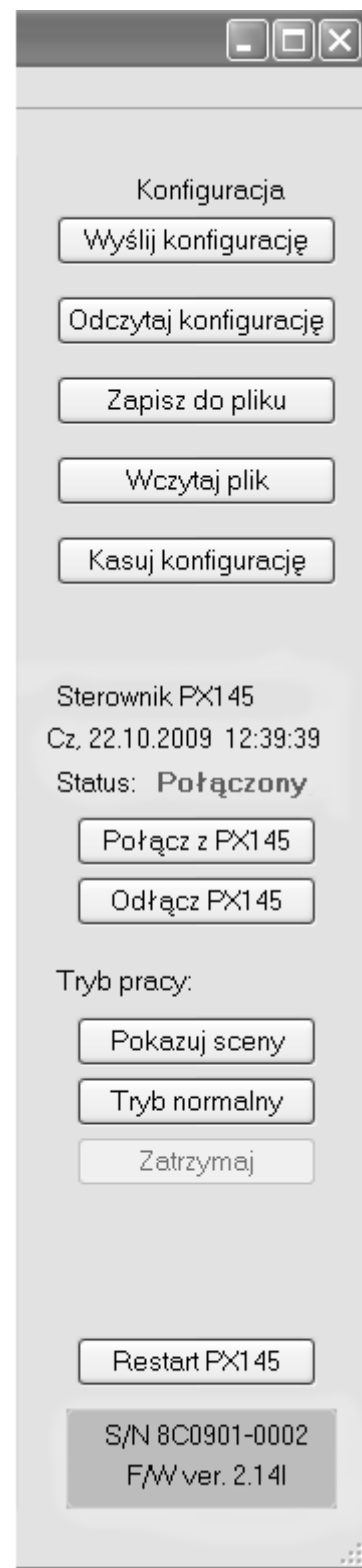 Konfiguracja
Wyślij konfigurację
Odczytaj konfigurację
Zapisz do pliku
Wczytaj plik
Kasuj konfigurację
Sterownik PX145
Cz, 22.10.2009 12:39:39
Status: Połączony
Połącz z PX145
Odłącz PX145
Tryb pracy:
Pokazuj sceny
Tryb normalny
Zatrzymaj
Restart PX145
S/N 8C0901-0002
F/W ver. 2.14l